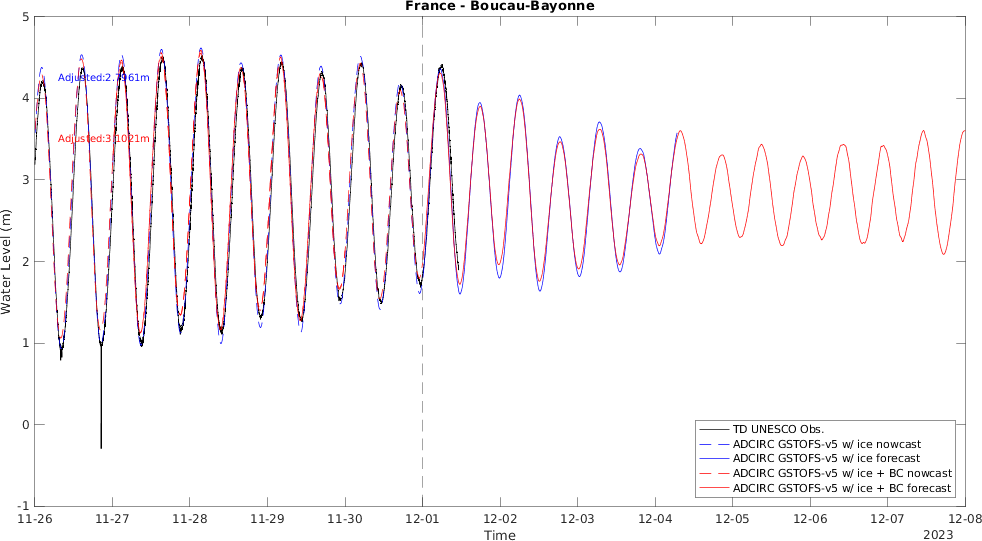 France - Boucau-Bayonne
5
4
3
2
1
0
-1
Water Level (m)
Adjusted:2.7961m
Adjusted:3.1021m
TD UNESCO Obs.
ADCIRC GSTOFS-v5 w/ ice nowcast
ADCIRC GSTOFS-v5 w/ ice forecast
ADCIRC GSTOFS-v5 w/ ice + BC nowcast
ADCIRC GSTOFS-v5 w/ ice + BC forecast
11-26 11-27 11-28 11-29 11-30 12-01 12-02 12-03 12-04 12-05 12-06 12-07 12-08
Time
2023